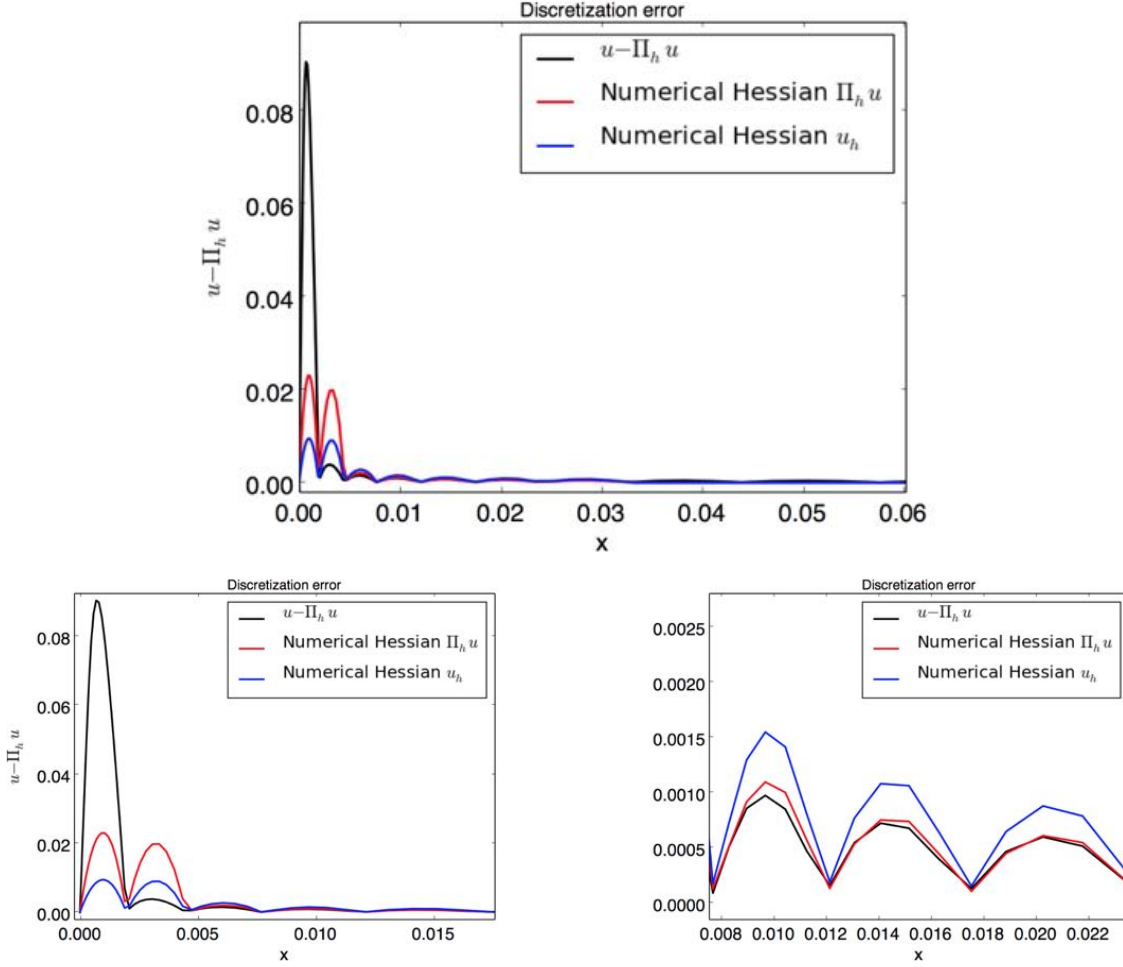 Discretization error
u−Π_h u
Numerical Hessian Π_h u
Numerical Hessian u_h
u−Π_h u
0.08
0.06
0.04
0.02
0.00
0.00 0.01 0.02 0.03 0.04 0.05 0.06
x
Discretization error
u−Π_h u
Numerical Hessian Π_h u
Numerical Hessian u_h
u−Π_h u
0.08
0.06
0.04
0.02
0.00
0.000 0.005 0.010 0.015
x
Discretization error
u−Π_h u
Numerical Hessian Π_h u
Numerical Hessian u_h
0.0025
0.0020
0.0015
0.0010
0.0005
0.0000
0.008 0.010 0.012 0.014 0.016 0.018 0.020 0.022
x